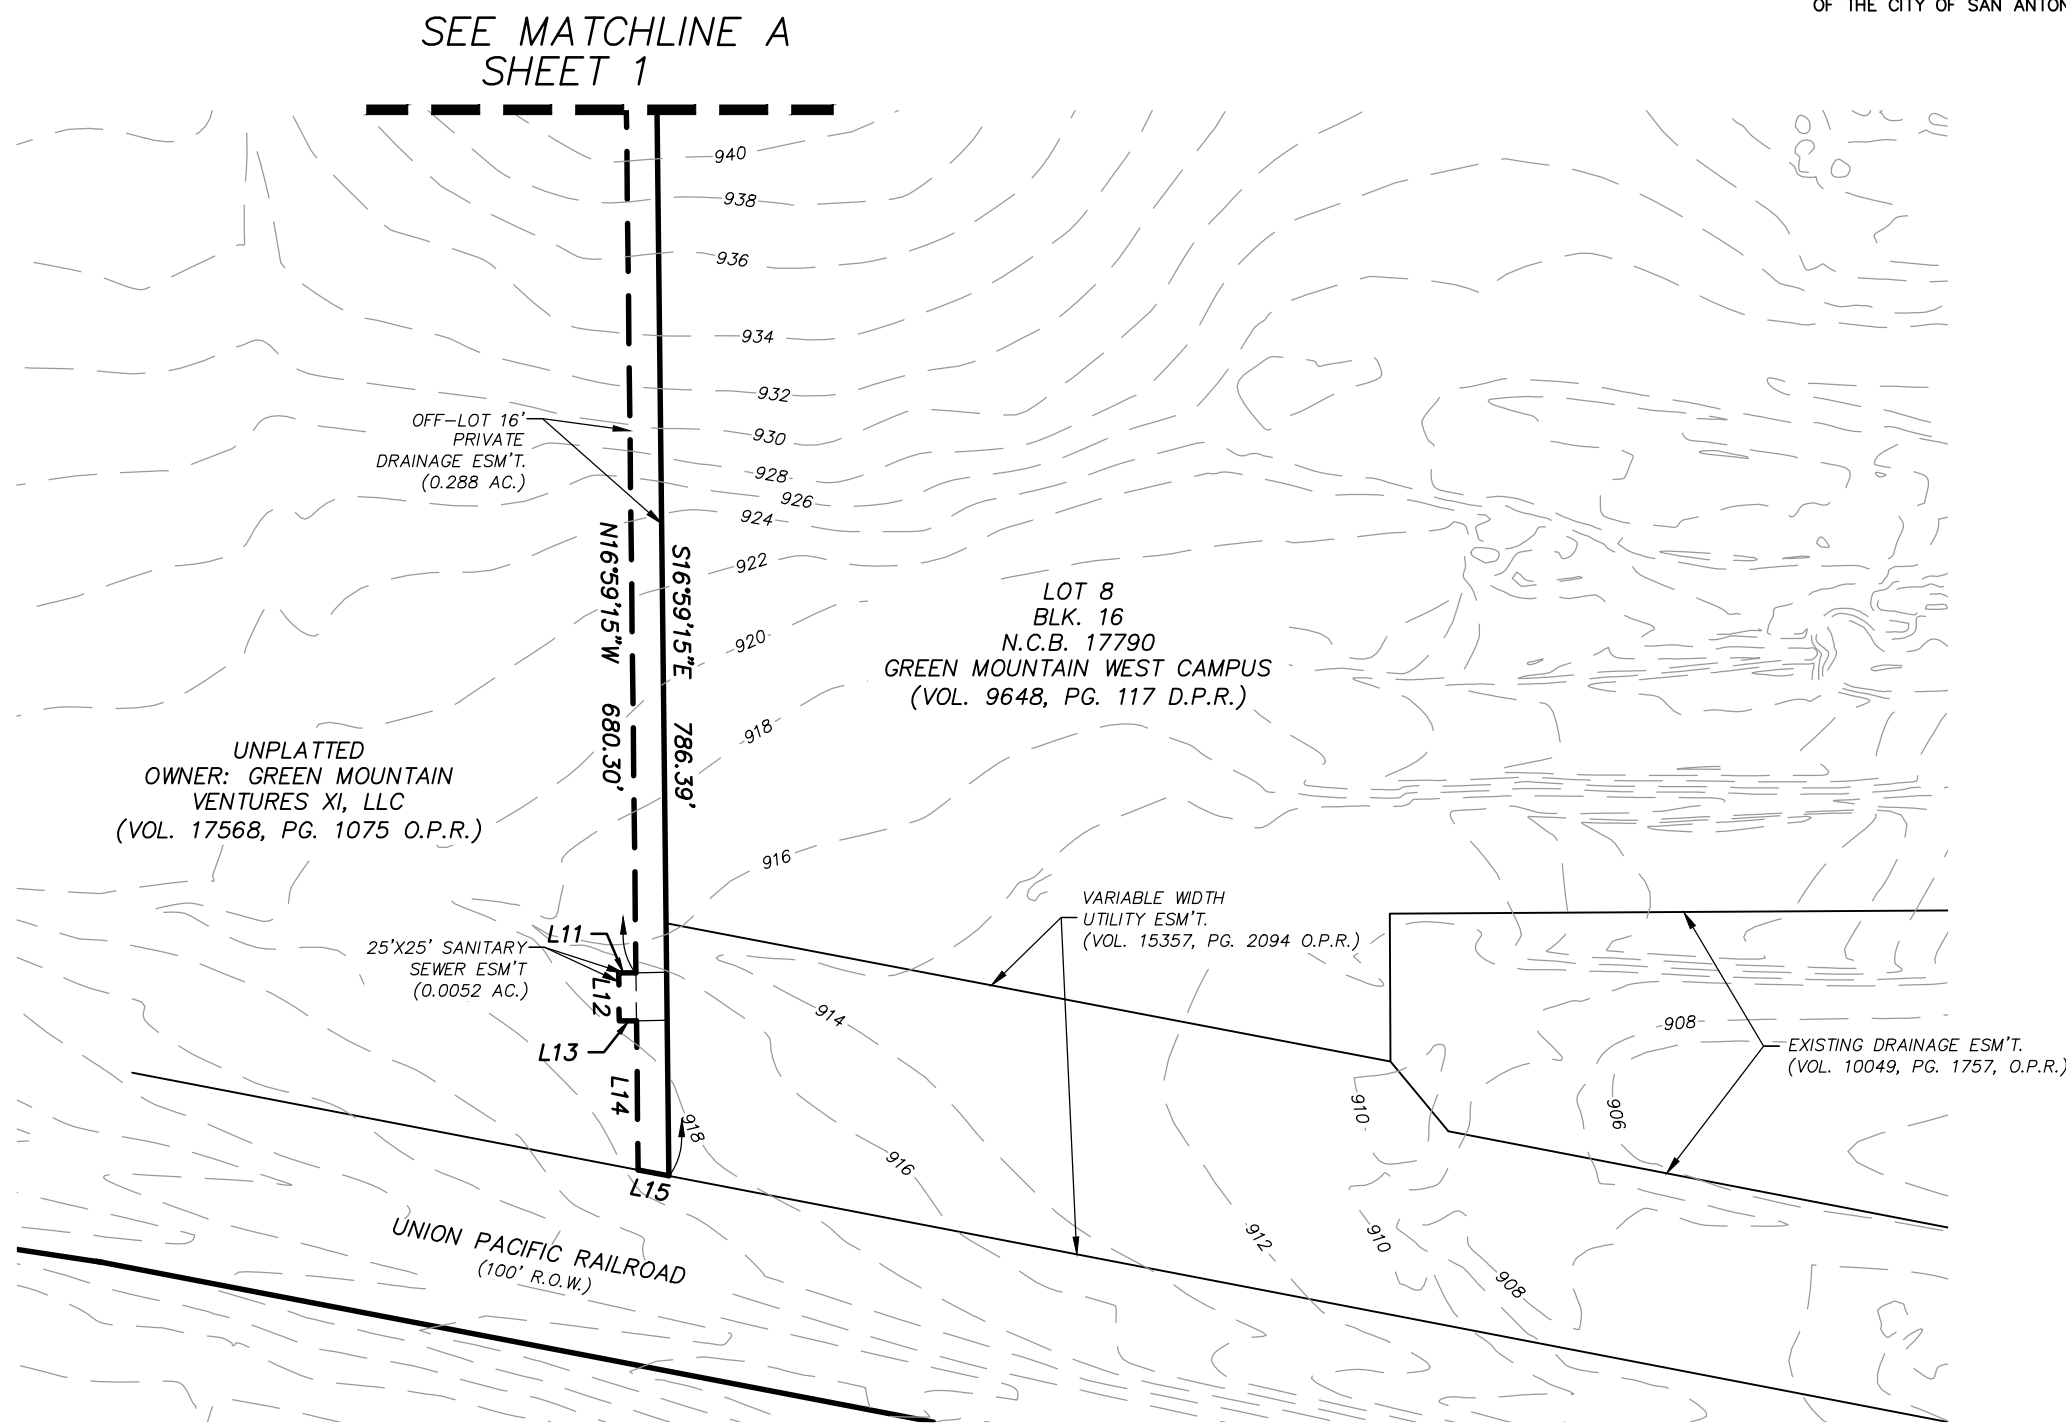 OF THE CITY OF SAN ANTON
SEE MATCHLINE A
SHEET 1
940
938
936
934
932
930
928
926
924
922
920
918
916
OFF-LOT 16'
PRIVATE
DRAINAGE ESM'T.
(0.288 AC.)
N16°59'15"W 680.30'
S16°59'15"E 786.39'
LOT 8
BLK. 16
N.C.B. 17790
GREEN MOUNTAIN WEST CAMPUS
(VOL. 9648, PG. 117 D.P.R.)
UNPLATTED
OWNER: GREEN MOUNTAIN
VENTURES XI, LLC
(VOL. 17568, PG. 1075 O.P.R.)
VARIABLE WIDTH
UTILITY ESM'T.
(VOL. 15357, PG. 2094 O.P.R.)
25'X25' SANITARY
SEWER ESM'T
(0.0052 AC.)
L11
L12
L13
L14
L15
914
908
EXISTING DRAINAGE ESM'T.
(VOL. 10049, PG. 1757, O.P.R.)
910
906
918
916
912
910
908
UNION PACIFIC RAILROAD
(100' R.O.W.)